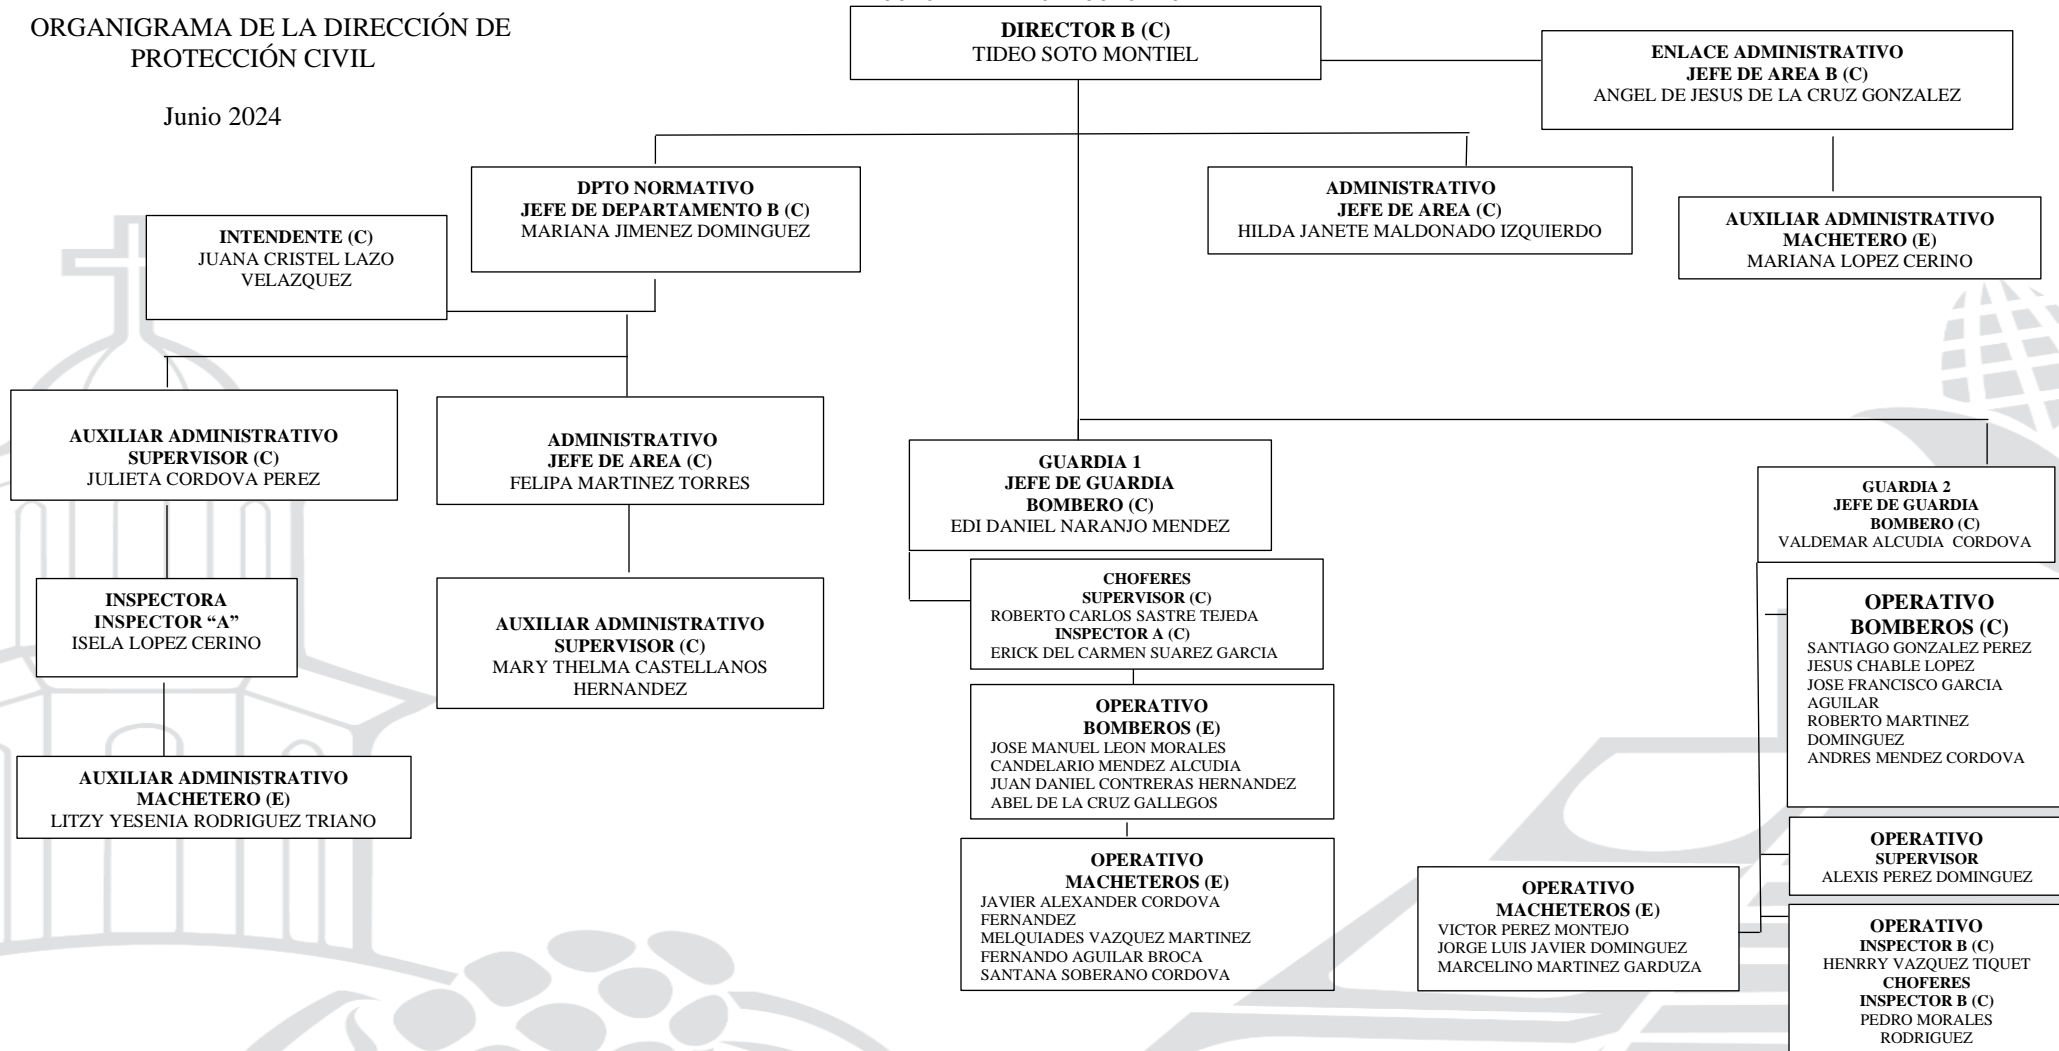 ORGANIGRAMA DE LA DIRECCIÓN DE
PROTECCIÓN CIVIL
Junio 2024
DIRECTOR B (C)
TIDEO SOTO MONTIEL
ENLACE ADMINISTRATIVO
JEFE DE AREA B (C)
ANGEL DE JESUS DE LA CRUZ GONZALEZ
DPTO NORMATIVO
JEFE DE DEPARTAMENTO B (C)
MARIANA JIMENEZ DOMINGUEZ
ADMINISTRATIVO
JEFE DE AREA (C)
HILDA JANETE MALDONADO IZQUIERDO
AUXILIAR ADMINISTRATIVO
MACHETERO (E)
MARIANA LOPEZ CERINO
INTENDENTE (C)
JUANA CRISTEL LAZO
VELAZQUEZ
AUXILIAR ADMINISTRATIVO
SUPERVISOR (C)
JULIETA CORDOVA PEREZ
ADMINISTRATIVO
JEFE DE AREA (C)
FELIPA MARTINEZ TORRES
INSPECTORA
INSPECTOR “A”
ISELA LOPEZ CERINO
AUXILIAR ADMINISTRATIVO
SUPERVISOR (C)
MARY THELMA CASTELLANOS
HERNANDEZ
AUXILIAR ADMINISTRATIVO
MACHETERO (E)
LITZY YESENIA RODRIGUEZ TRIANO
GUARDIA 1
JEFE DE GUARDIA
BOMBERO (C)
EDI DANIEL NARANJO MENDEZ
CHOFERES
SUPERVISOR (C)
ROBERTO CARLOS SASTRE TEJEDA
INSPECTOR A (C)
ERICK DEL CARMEN SUAREZ GARCIA
OPERATIVO
BOMBEROS (E)
JOSE MANUEL LEON MORALES
CANDELARIO MENDEZ ALCUDIA
JUAN DANIEL CONTRERAS HERNANDEZ
ABEL DE LA CRUZ GALLEGOS
OPERATIVO
MACHETEROS (E)
JAVIER ALEXANDER CORDOVA
FERNANDEZ
MELQUIADES VAZQUEZ MARTINEZ
FERNANDO AGUILAR BROCA
SANTANA SOBERANO CORDOVA
GUARDIA 2
JEFE DE GUARDIA
BOMBERO (C)
VALDEMAR ALCUDIA CORDOVA
OPERATIVO
BOMBEROS (C)
SANTIAGO GONZALEZ PEREZ
JESUS CHABLE LOPEZ
JOSE FRANCISCO GARCIA
AGUILAR
ROBERTO MARTINEZ
DOMINGUEZ
ANDRES MENDEZ CORDOVA
OPERATIVO
SUPERVISOR
ALEXIS PEREZ DOMINGUEZ
OPERATIVO
MACHETEROS (E)
VICTOR PEREZ MONTEJO
JORGE LUIS JAVIER DOMINGUEZ
MARCELINO MARTINEZ GARDUZA
OPERATIVO
INSPECTOR B (C)
HENRRY VAZQUEZ TIQUET
CHOFERES
INSPECTOR B (C)
PEDRO MORALES
RODRIGUEZ